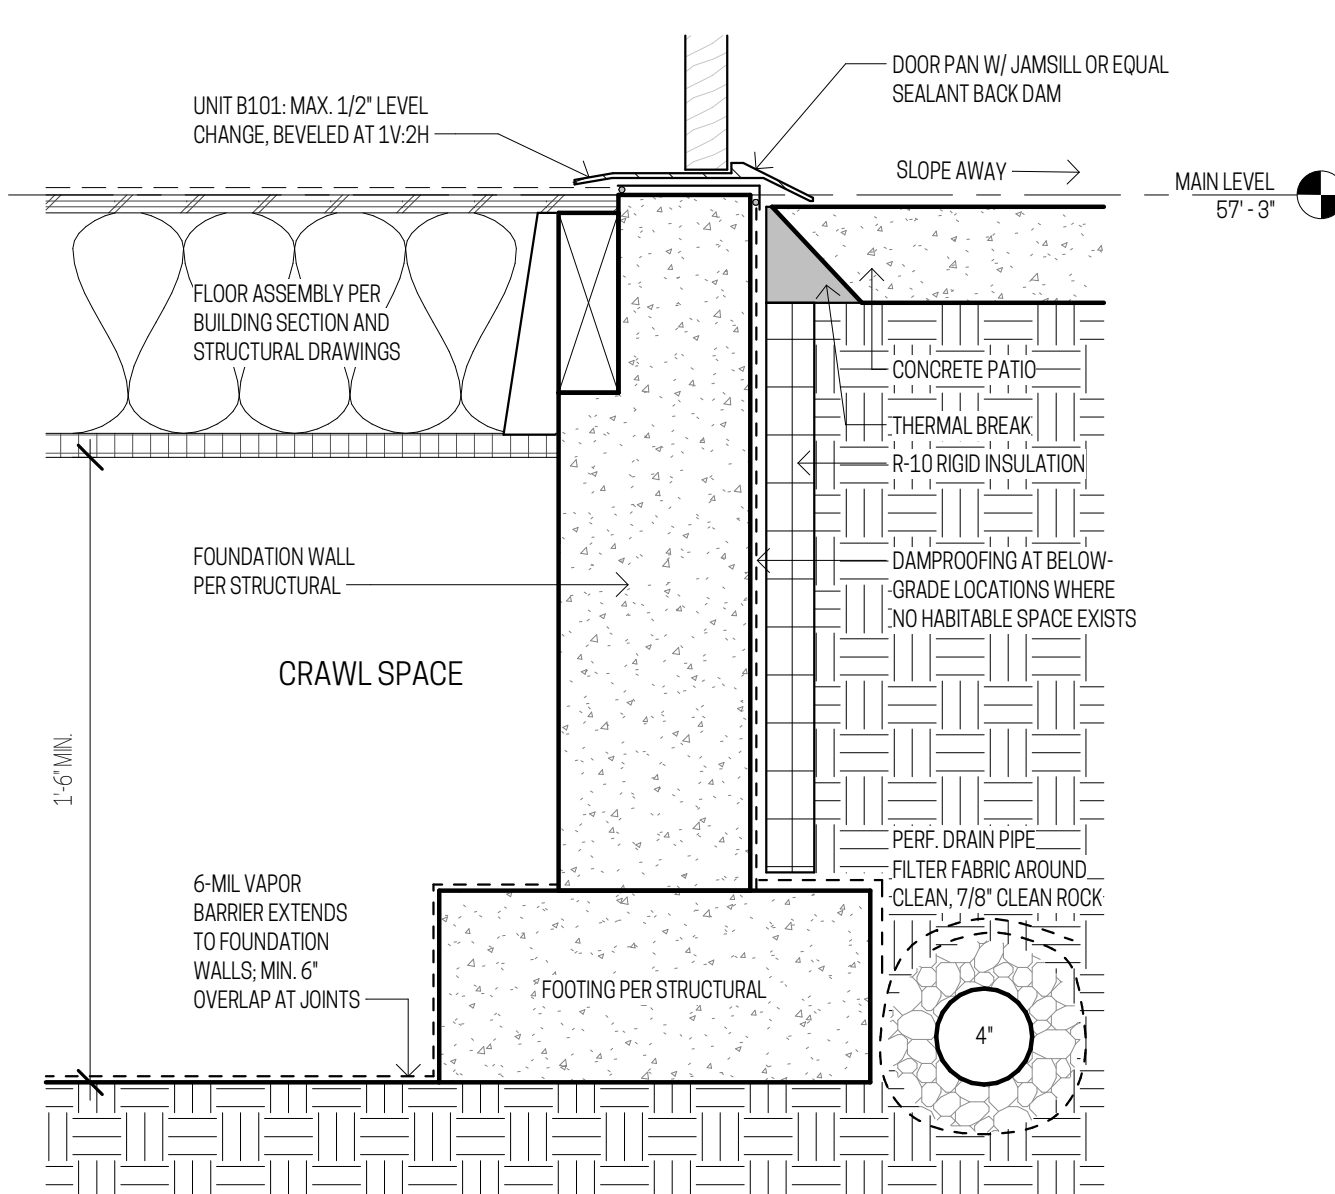 DOOR PAN W/ JAMSILL OR EQUAL
SEALANT BACK DAM
UNIT B101: MAX. 1/2" LEVEL
CHANGE, BEVELED AT 1V:2H
SLOPE AWAY
MAIN LEVEL
57' - 3"
FLOOR ASSEMBLY PER
BUILDING SECTION AND
STRUCTURAL DRAWINGS
CONCRETE PATIO
THERMAL BREAK
R-10 RIGID INSULATION
FOUNDATION WALL
PER STRUCTURAL
DAMPROOFING AT BELOW-
GRADE LOCATIONS WHERE
NO HABITABLE SPACE EXISTS
CRAWL SPACE
1'-6" MIN.
PERF. DRAIN PIPE
FILTER FABRIC AROUND
CLEAN, 7/8" CLEAN ROCK
6-MIL VAPOR
BARRIER EXTENDS
TO FOUNDATION
WALLS; MIN. 6"
OVERLAP AT JOINTS
FOOTING PER STRUCTURAL
4"